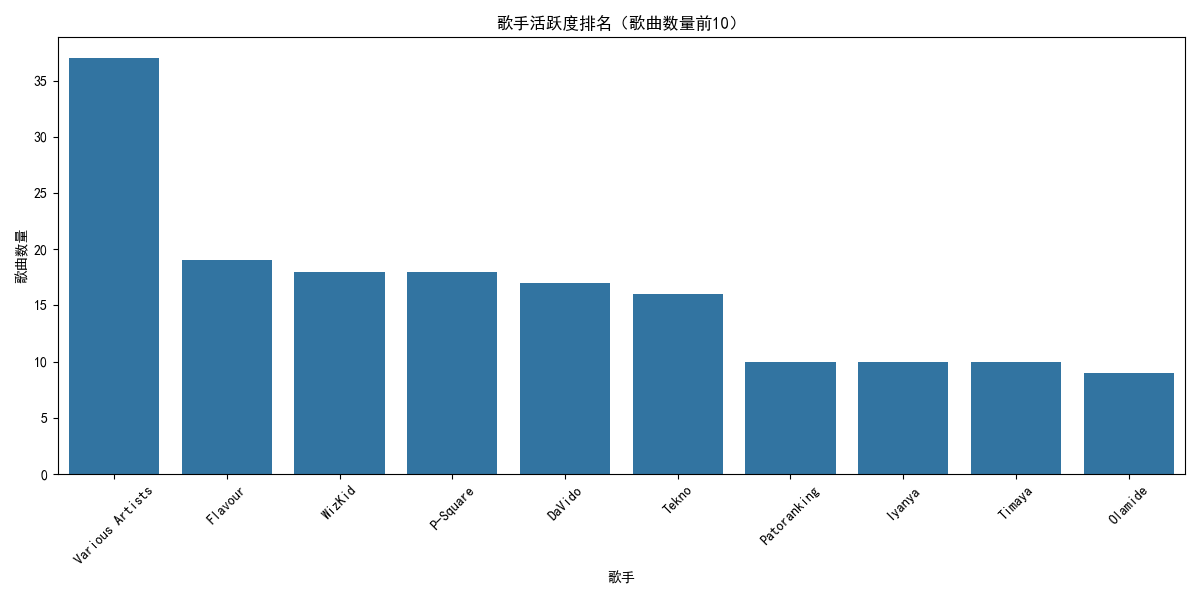 歌手活跃度排名（歌曲数量前10）
歌曲数量
35
30
25
20
15
10
5
0
Various Artists
Flavour
WizKid
P-Square
DaVido
Tekno
Patoranking
Iyanya
Timaya
Olamide
歌手